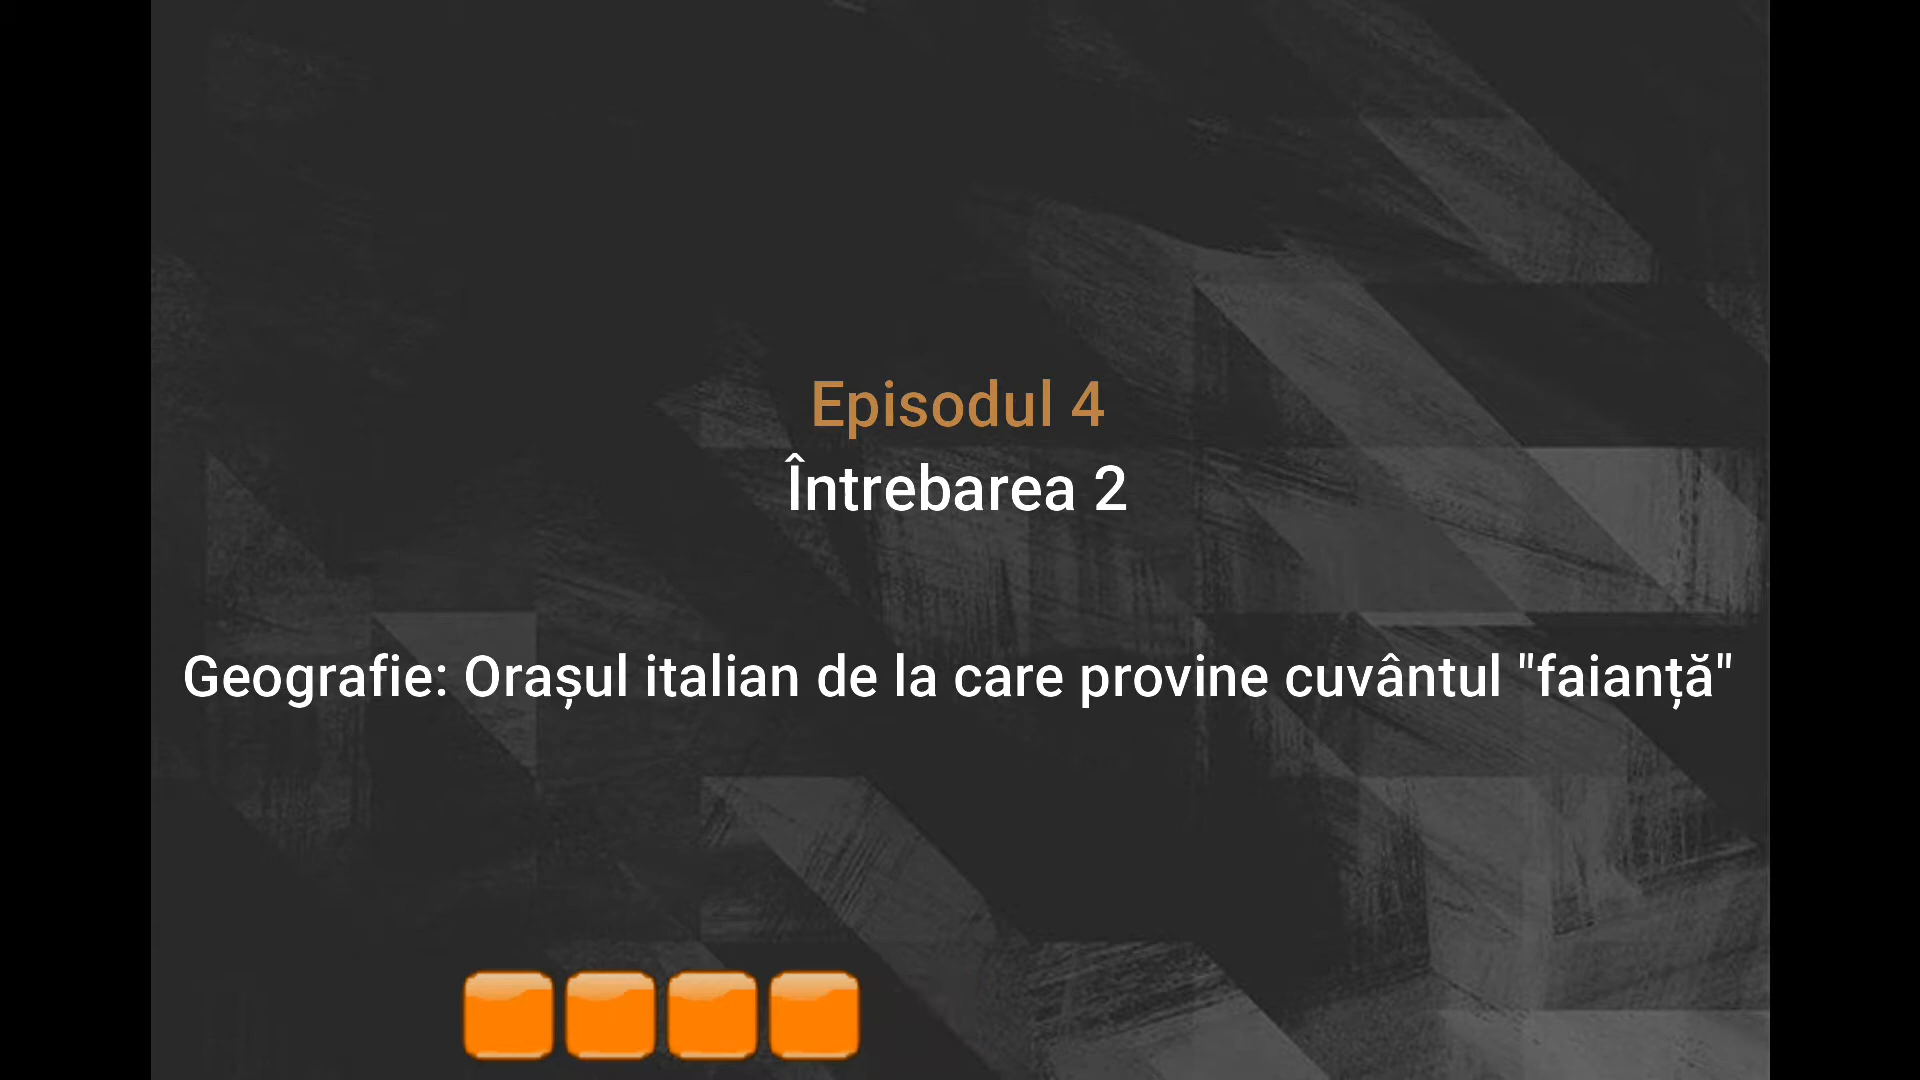 Episodul 4
Întrebarea 2
Geografie: Orașul italian de la care provine cuvântul "faianță"